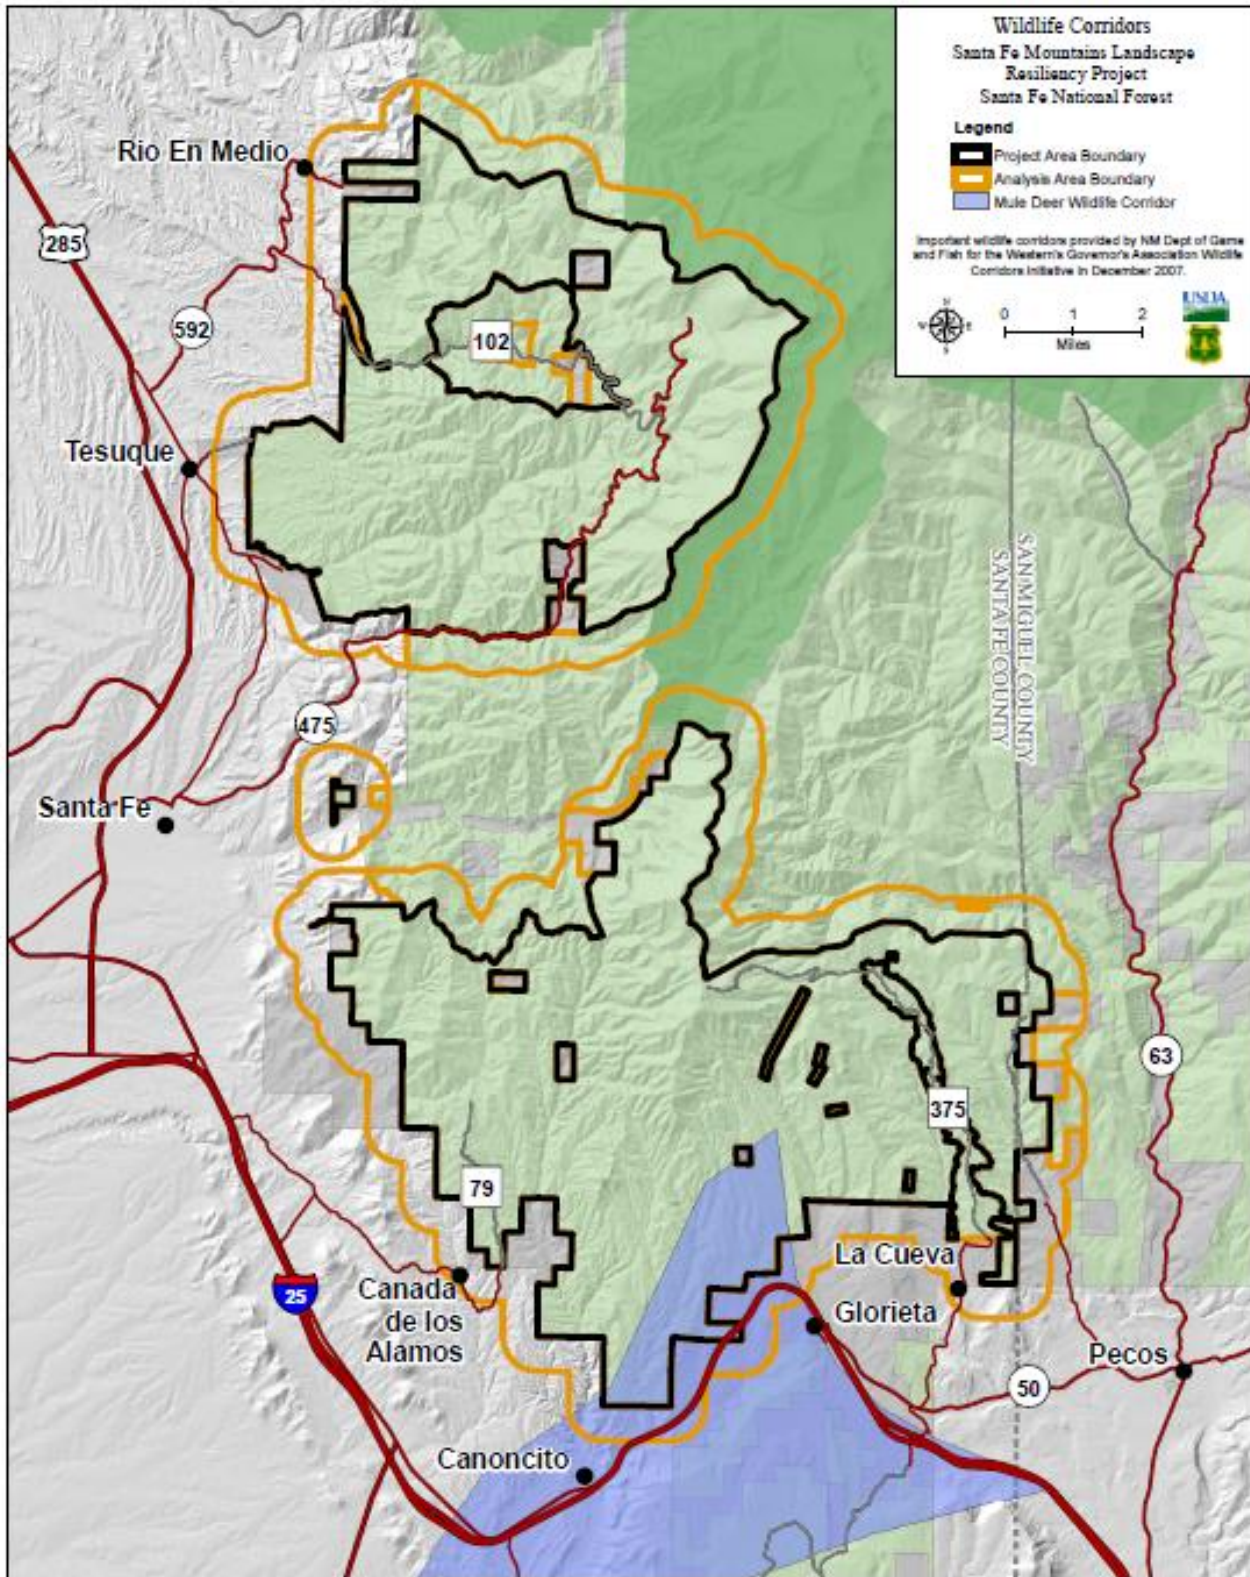 Wildlife Corridors
Santa Fe Mountains Landscape
Resiliency Project
Santa Fe National Forest
Legend
Project Area Boundary
Analysis Area Boundary
Mule Deer Wildlife Corridor
Important wildlife corridors provided by NM Dept of Game
and Fish for the Western's Governor's Association Wildlife
Corridors Initiative in December 2007.
N
W E
S
0 1 2
Miles
USDA
Rio En Medio
285
592
102
Tesuque
SAN MIGUEL COUNTY
SANTA FE COUNTY
475
Santa Fe
63
375
79
La Cueva
25
Canada
de los
Alamos
Glorieta
Pecos
50
Canoncito